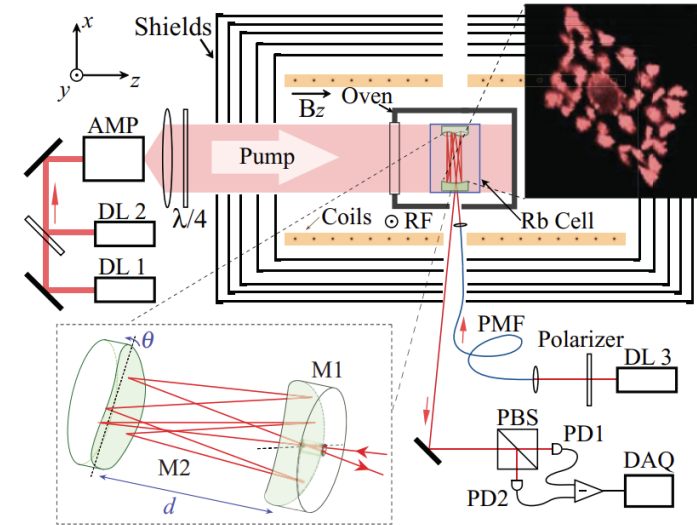 x
Shields
y
z
Bz
Oven
AMP
Pump
λ/4
Coils
RF
Rb Cell
DL 2
DL 1
θ
M1
PMF
Polarizer
DL 3
M2
d
PBS
PD1
PD2
DAQ
−